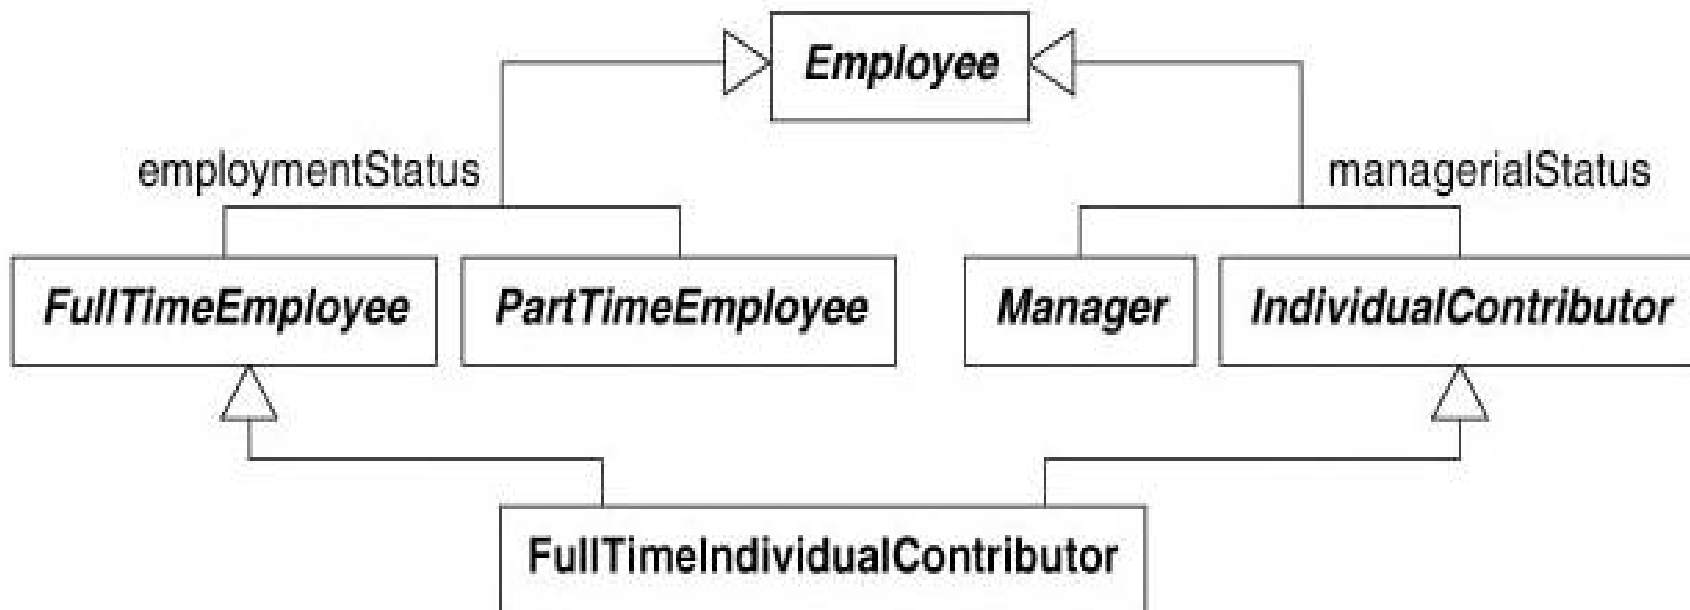 Employee
employmentStatus
managerialStatus
FullTimeEmployee
PartTimeEmployee
Manager
IndividualContributor
FullTimeIndividualContributor